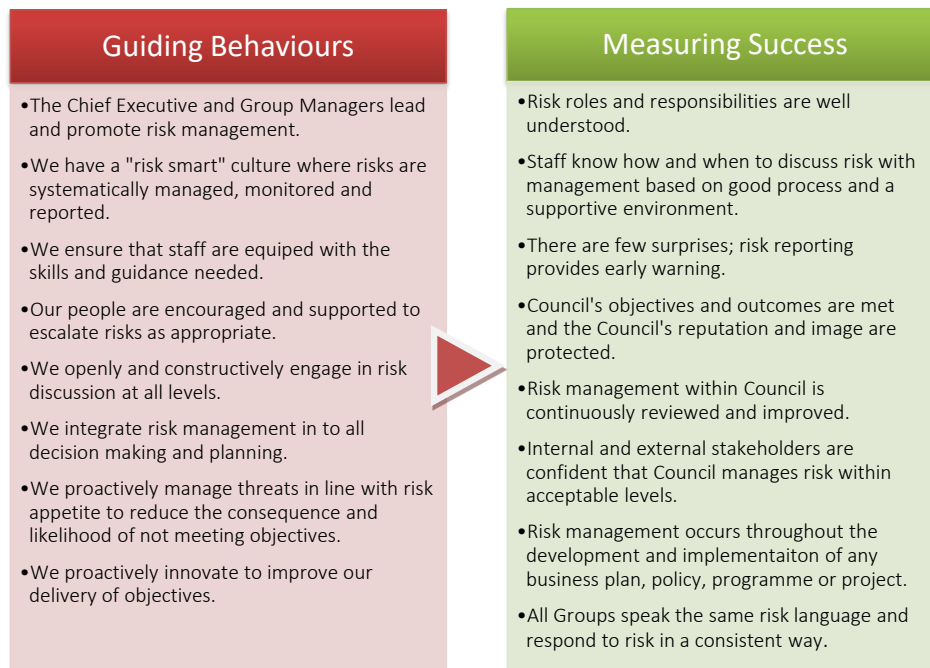 Guiding Behaviours
•The Chief Executive and Group Managers lead
and promote risk management.
•We have a "risk smart" culture where risks are
systematically managed, monitored and
reported.
•We ensure that staff are equiped with the
skills and guidance needed.
•Our people are encouraged and supported to
escalate risks as appropriate.
•We openly and constructively engage in risk
discussion at all levels.
•We integrate risk management in to all
decision making and planning.
•We proactively manage threats in line with risk
appetite to reduce the consequence and
likelihood of not meeting objectives.
•We proactively innovate to improve our
delivery of objectives.
Measuring Success
•Risk roles and responsibilities are well
understood.
•Staff know how and when to discuss risk with
management based on good process and a
supportive environment.
•There are few surprises; risk reporting
provides early warning.
•Council's objectives and outcomes are met
and the Council's reputation and image are
protected.
•Risk management within Council is
continuously reviewed and improved.
•Internal and external stakeholders are
confident that Council manages risk within
acceptable levels.
•Risk management occurs throughout the
development and implementaiton of any
business plan, policy, programme or project.
•All Groups speak the same risk language and
respond to risk in a consistent way.